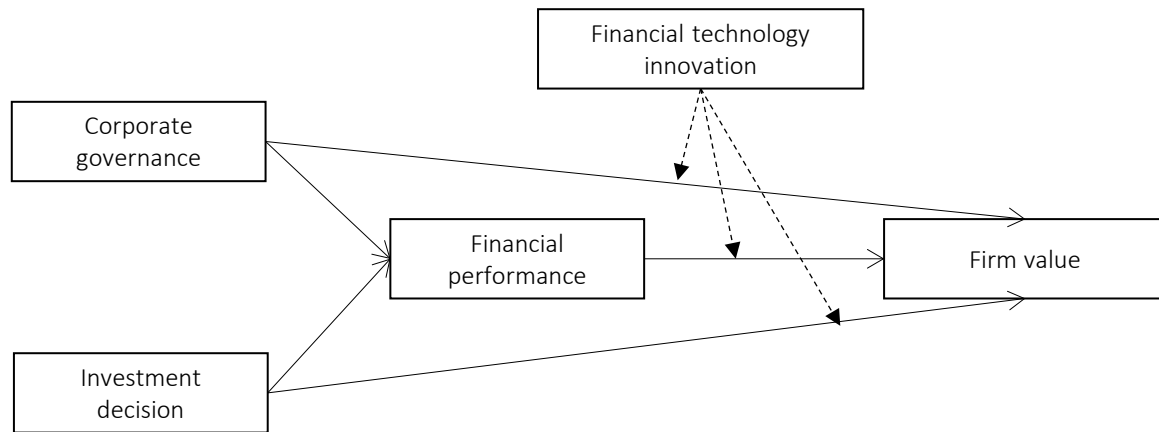 Financial technology
innovation
Corporate
governance
Financial
performance
Firm value
Investment
decision